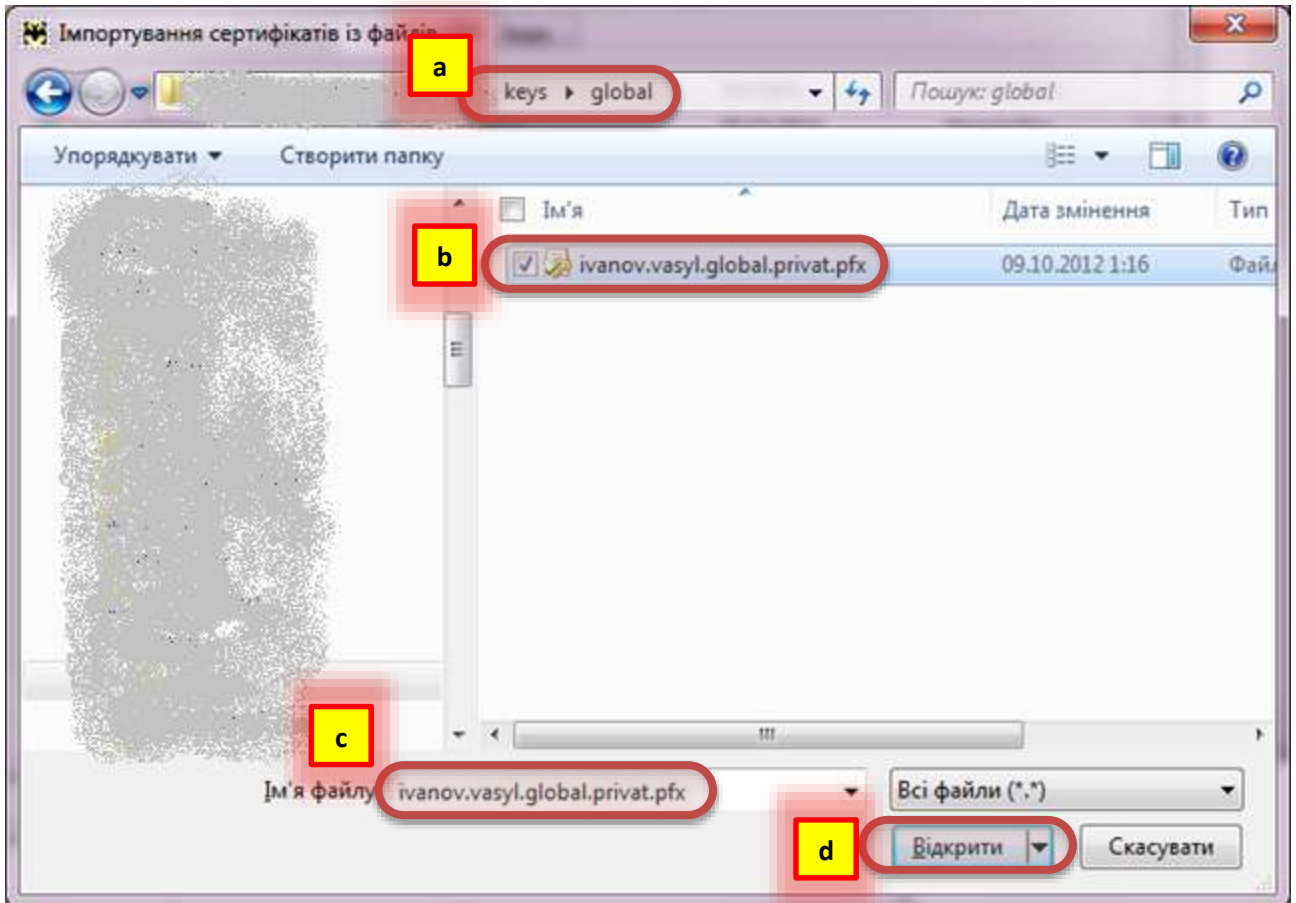 Імпортування сертифікатів із файлів
a
keys ▸ global
Пошук: global
Упорядкувати
Створити папку
Ім'я
Дата змінення
Тип
b
ivanov.vasyl.global.privat.pfx
09.10.2012 1:16
Файл
c
Ім'я файлу
ivanov.vasyl.global.privat.pfx
Всі файли (*.*)
d
Відкрити
Скасувати